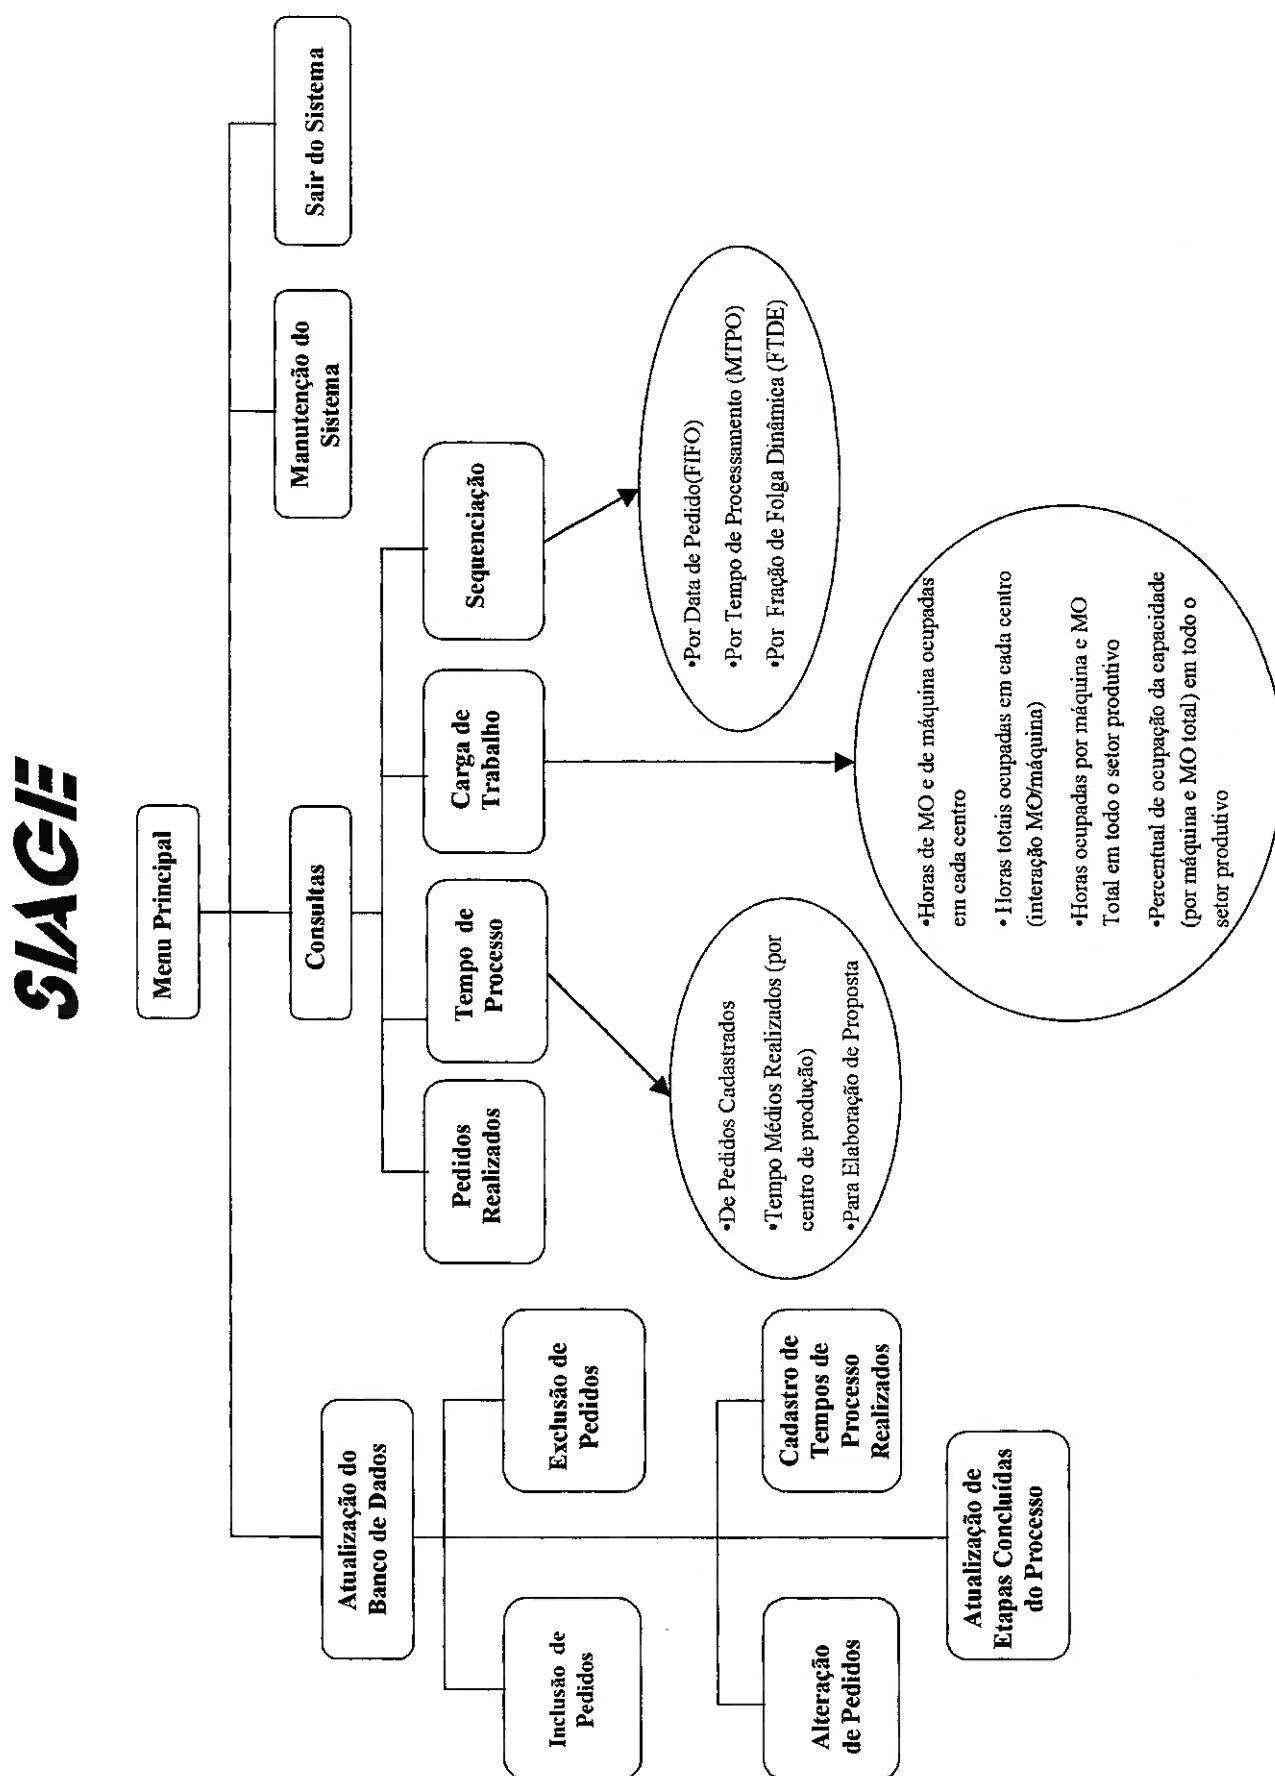 SIAGE
Menu Principal
Atualização do
Banco de Dados
Consultas
Manutenção do
Sistema
Sair do Sistema
Inclusão de
Pedidos
Exclusão de
Pedidos
Alteração
de Pedidos
Cadastro de
Tempos de
Processo
Realizados
Atualização de
Etapas Concluídas
do Processo
Pedidos
Realizados
Tempo de
Processo
Carga de
Trabalho
Sequenciação
•De Pedidos Cadastrados
•Tempo Médios Realizados (por
centro de produção)
•Para Elaboração de Proposta
•Horas de MO e de máquina ocupadas
em cada centro
• Horas totais ocupadas em cada centro
(interação MO/máquina)
•Horas ocupadas por máquina e MO
Total em todo o setor produtivo
•Percentual de ocupação da capacidade
(por máquina e MO total) em todo o
setor produtivo
•Por Data de Pedido(FIFO)
•Por Tempo de Processamento (MTPO)
•Por Fração de Folga Dinâmica (FTDE)